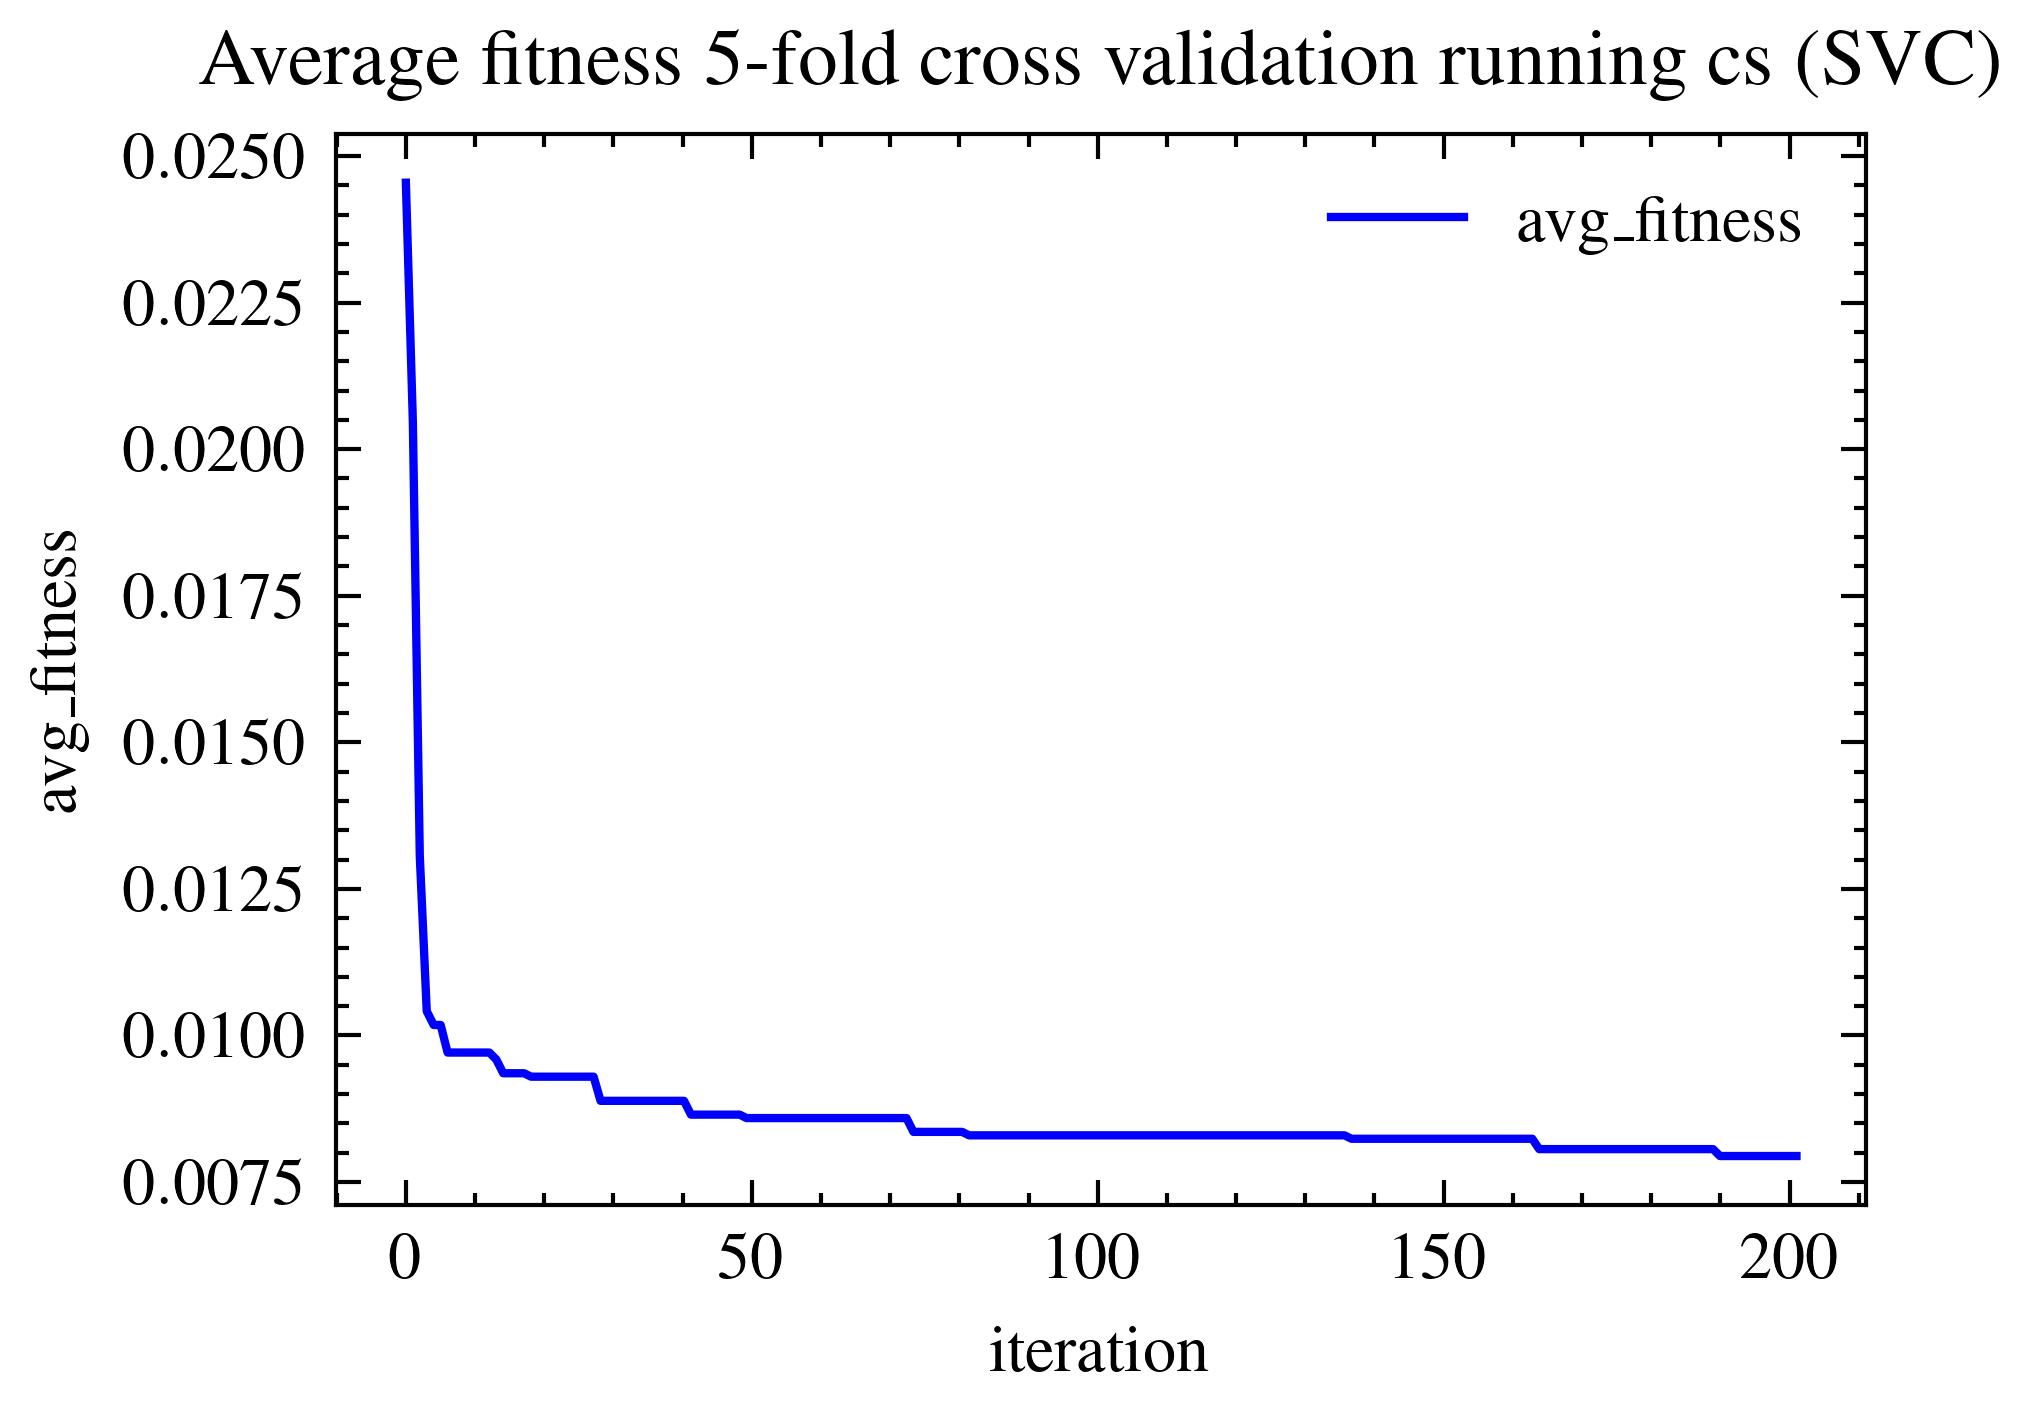 Average fitness 5-fold cross validation running cs (SVC)
avg_fitness
0.0250
0.0225
0.0200
0.0175
0.0150
0.0125
0.0100
0.0075
avg_fitness
0 50 100 150 200
iteration